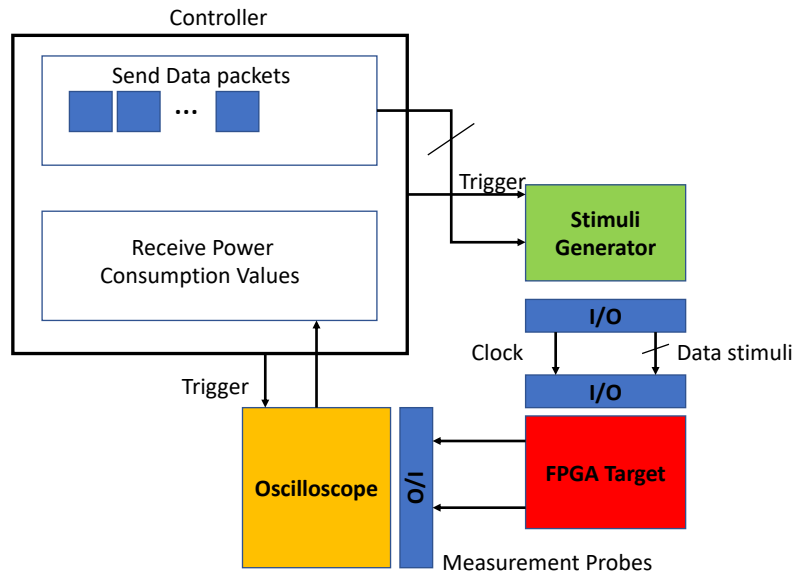 Controller
Send Data packets
...
Trigger
Stimuli
Generator
Receive Power
Consumption Values
I/O
Clock
Data stimuli
I/O
Trigger
Oscilloscope
I/O
FPGA Target
Measurement Probes